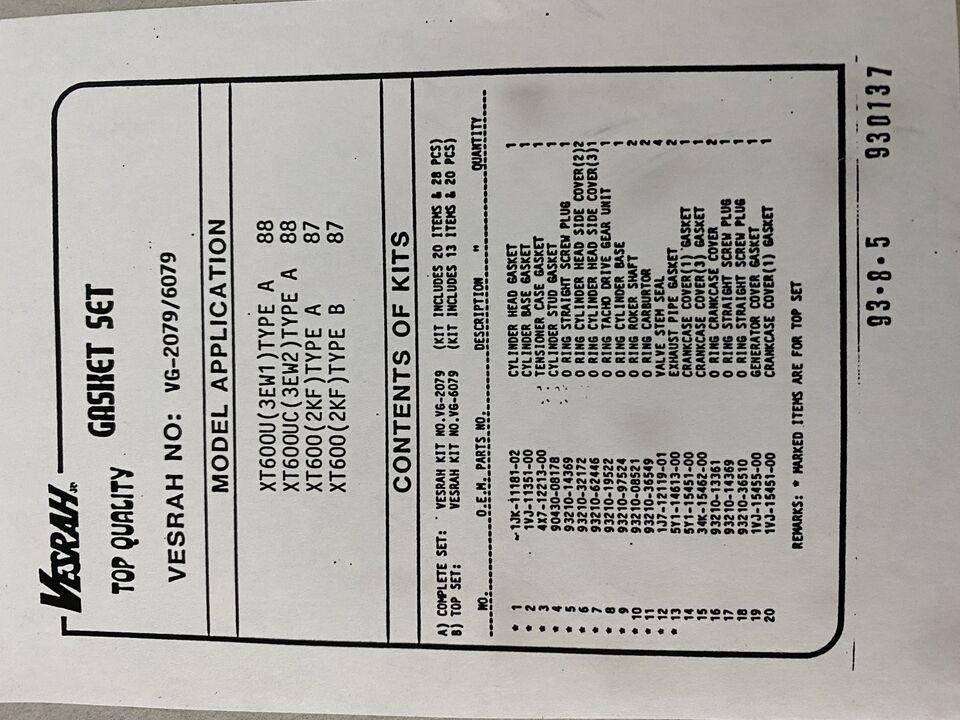 VESRAH
TOP QUALITY GASKET SET
VESRAH NO: VG-2079/6079
MODEL APPLICATION
XT600U(3EW1)TYPE A 88
XT600UC(3EW2)TYPE A 88
XT600(2KF)TYPE A 87
XT600(2KF)TYPE B 87
CONTENTS OF KITS
A) COMPLETE SET: VESRAH KIT NO.VG-2079 (KIT INCLUDES 20 ITEMS & 28 PCS)
B) TOP SET: VESRAH KIT NO.VG-6079 (KIT INCLUDES 13 ITEMS & 20 PCS)
NO. O.E.M. PARTS NO. DESCRIPTION " QUANTITY
* 1 1JK-11181-02 CYLINDER HEAD GASKET 1
* 2 1VJ-11351-00 CYLINDER BASE GASKET 1
* 3 4X7-12213-00 TENSIONER CASE GASKET 1
* 4 90430-08178 CYLINDER STUD GASKET 1
* 5 93210-14369 O RING STRAIGHT SCREW PLUG 1
* 6 93210-32172 O RING CYLINDER HEAD SIDE COVER(2)2
* 7 93210-62446 O RING CYLINDER HEAD SIDE COVER(3)1
* 8 93210-19522 O RING TACHO DRIVE GEAR UNIT 1
* 9 93210-97524 O RING CYLINDER BASE 1
* 10 93210-08521 O RING ROKER SHAFT 2
* 11 93210-36549 O RING CARBURTOR 2
* 12 1J7-12119-01 VALVE STEM SEAL 4
* 13 5Y1-14613-00 EXHAUST PIPE GASKET 2
14 5Y1-15451-00 CRANKCASE COVER(1) GASKET 1
15 34K-15462-00 CRANKCASE COVER(3) GASKET 1
16 93210-13361 O RING CRANKCASE COVER 2
17 93210-14369 O RING STRAIGHT SCREW PLUG 1
18 93210-26510 O RING STRAIGHT SCREW PLUG 1
19 1VJ-15455-00 GENERATOR COVER GASKET 1
20 1VJ-15451-00 CRANKCASE COVER(1) GASKET 1
REMARKS: * MARKED ITEMS ARE FOR TOP SET
93·8·5 930137